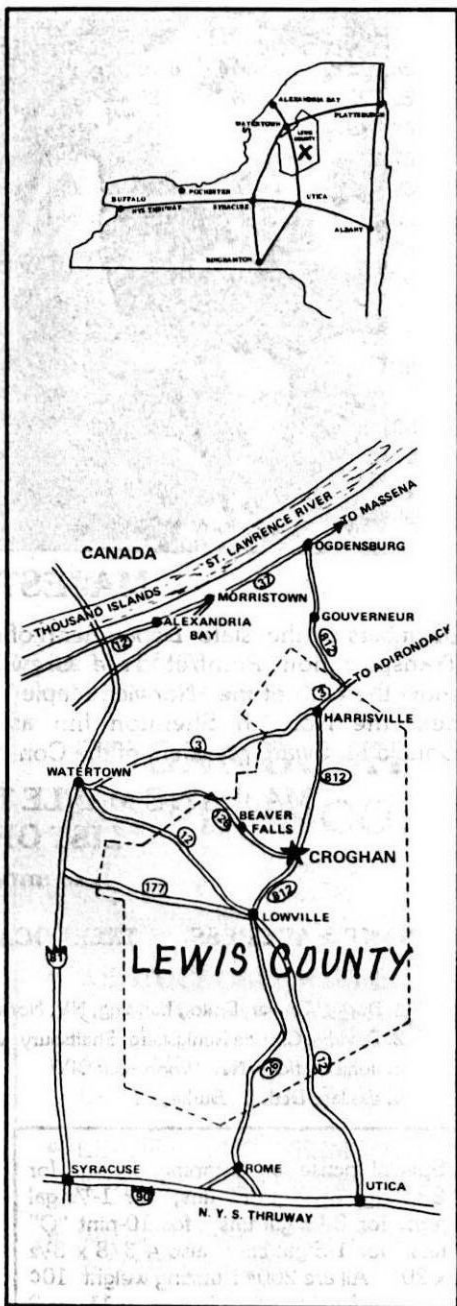 ALEXANDRIA BAY
PLATTSBURGH
WATERTOWN
LEWIS
COUNTY
X
ROCHESTER
BUFFALO
NYS THRUWAY
SYRACUSE
UTICA
ALBANY
BINGHAMTON
TO MASSENA
ST. LAWRENCE RIVER
CANADA
OGDENSBURG
37
THOUSAND ISLANDS
MORRISTOWN
12
ALEXANDRIA
BAY
GOUVERNEUR
812
TO ADIRONDACK
3
HARRISVILLE
3
WATERTOWN
812
BEAVER
FALLS
126
12
CROGHAN
177
812
LOWVILLE
LEWIS COUNTY
81
26
12
SYRACUSE
ROME
90
UTICA
N. Y. S. THRUWAY